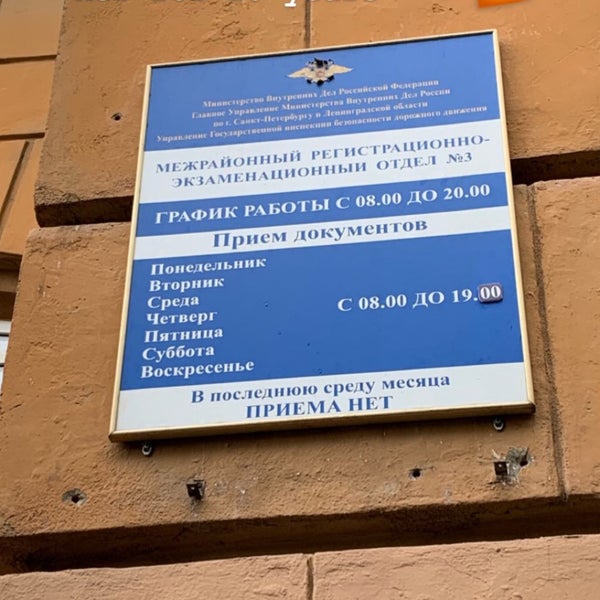 Министерство Внутренних Дел Российской Федерации
Главное Управление Министерства Внутренних Дел России
по г. Санкт-Петербургу и Ленинградской области
Управление Государственной инспекции безопасности дорожного движения
МЕЖРАЙОННЫЙ РЕГИСТРАЦИОННО-
ЭКЗАМЕНАЦИОННЫЙ ОТДЕЛ №3
ГРАФИК РАБОТЫ С 08.00 ДО 20.00
Прием документов
Понедельник
Вторник
Среда
Четверг
Пятница
Суббота
Воскресенье
С 08.00 ДО 19.00
В последнюю среду месяца
ПРИЕМА НЕТ